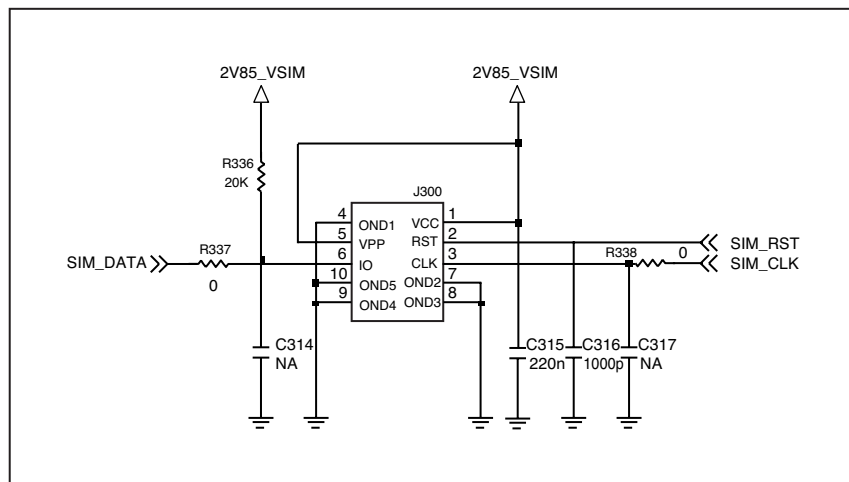 2V85_VSIM
2V85_VSIM
R336
20K
J300
4
OND1
VCC
1
5
VPP
RST
2
SIM_RST
6
IO
CLK
3
R338
0
SIM_CLK
SIM_DATA
R337
0
10
OND5
OND2
7
9
OND4
OND3
8
C314
NA
C315
220n
C316
1000p
C317
NA